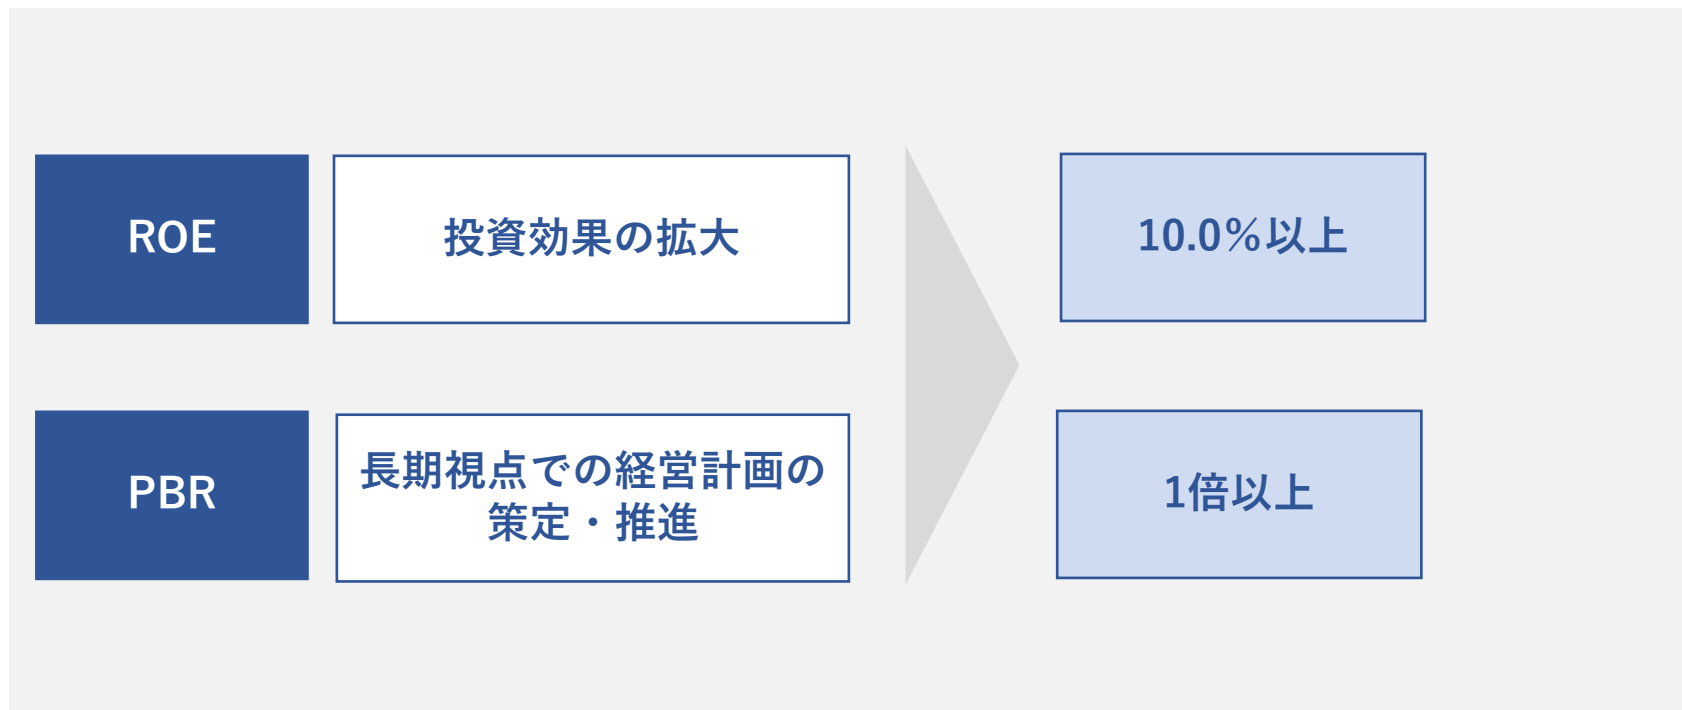 ROE
投資効果の拡大
10.0%以上
PBR
長期視点での経営計画の
策定・推進
1倍以上